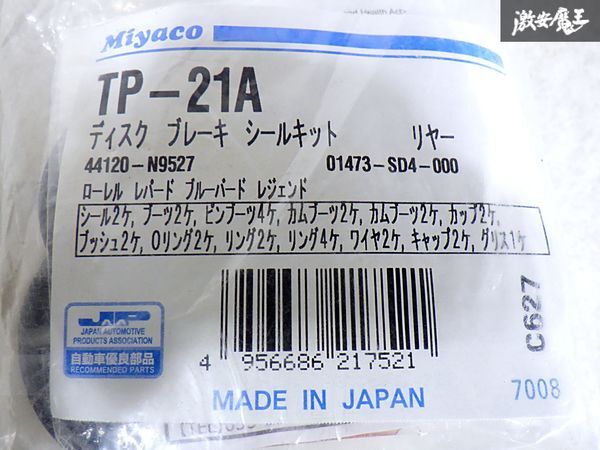 and Health Act
激安魔王
Miyaco
TP-21A
ディスク ブレーキ シールキット リヤー
44120-N9527 01473-SD4-000
ローレル レパード ブルーバード レジェンド
シール2ケ, ブーツ2ケ, ピンブーツ4ケ, カムブーツ2ケ, カムブーツ2ケ, カップ2ケ,
ブッシュ2ケ, Oリング2ケ, リング2ケ, リング4ケ, ワイヤ2ケ, キャップ2ケ, グリス1ケ
JAPAN AUTOMOTIVE
PRODUCTS ASSOCIATION
自動車優良部品
RECOMMENDED PARTS
4 956686 217521
C627
MADE IN JAPAN
7008